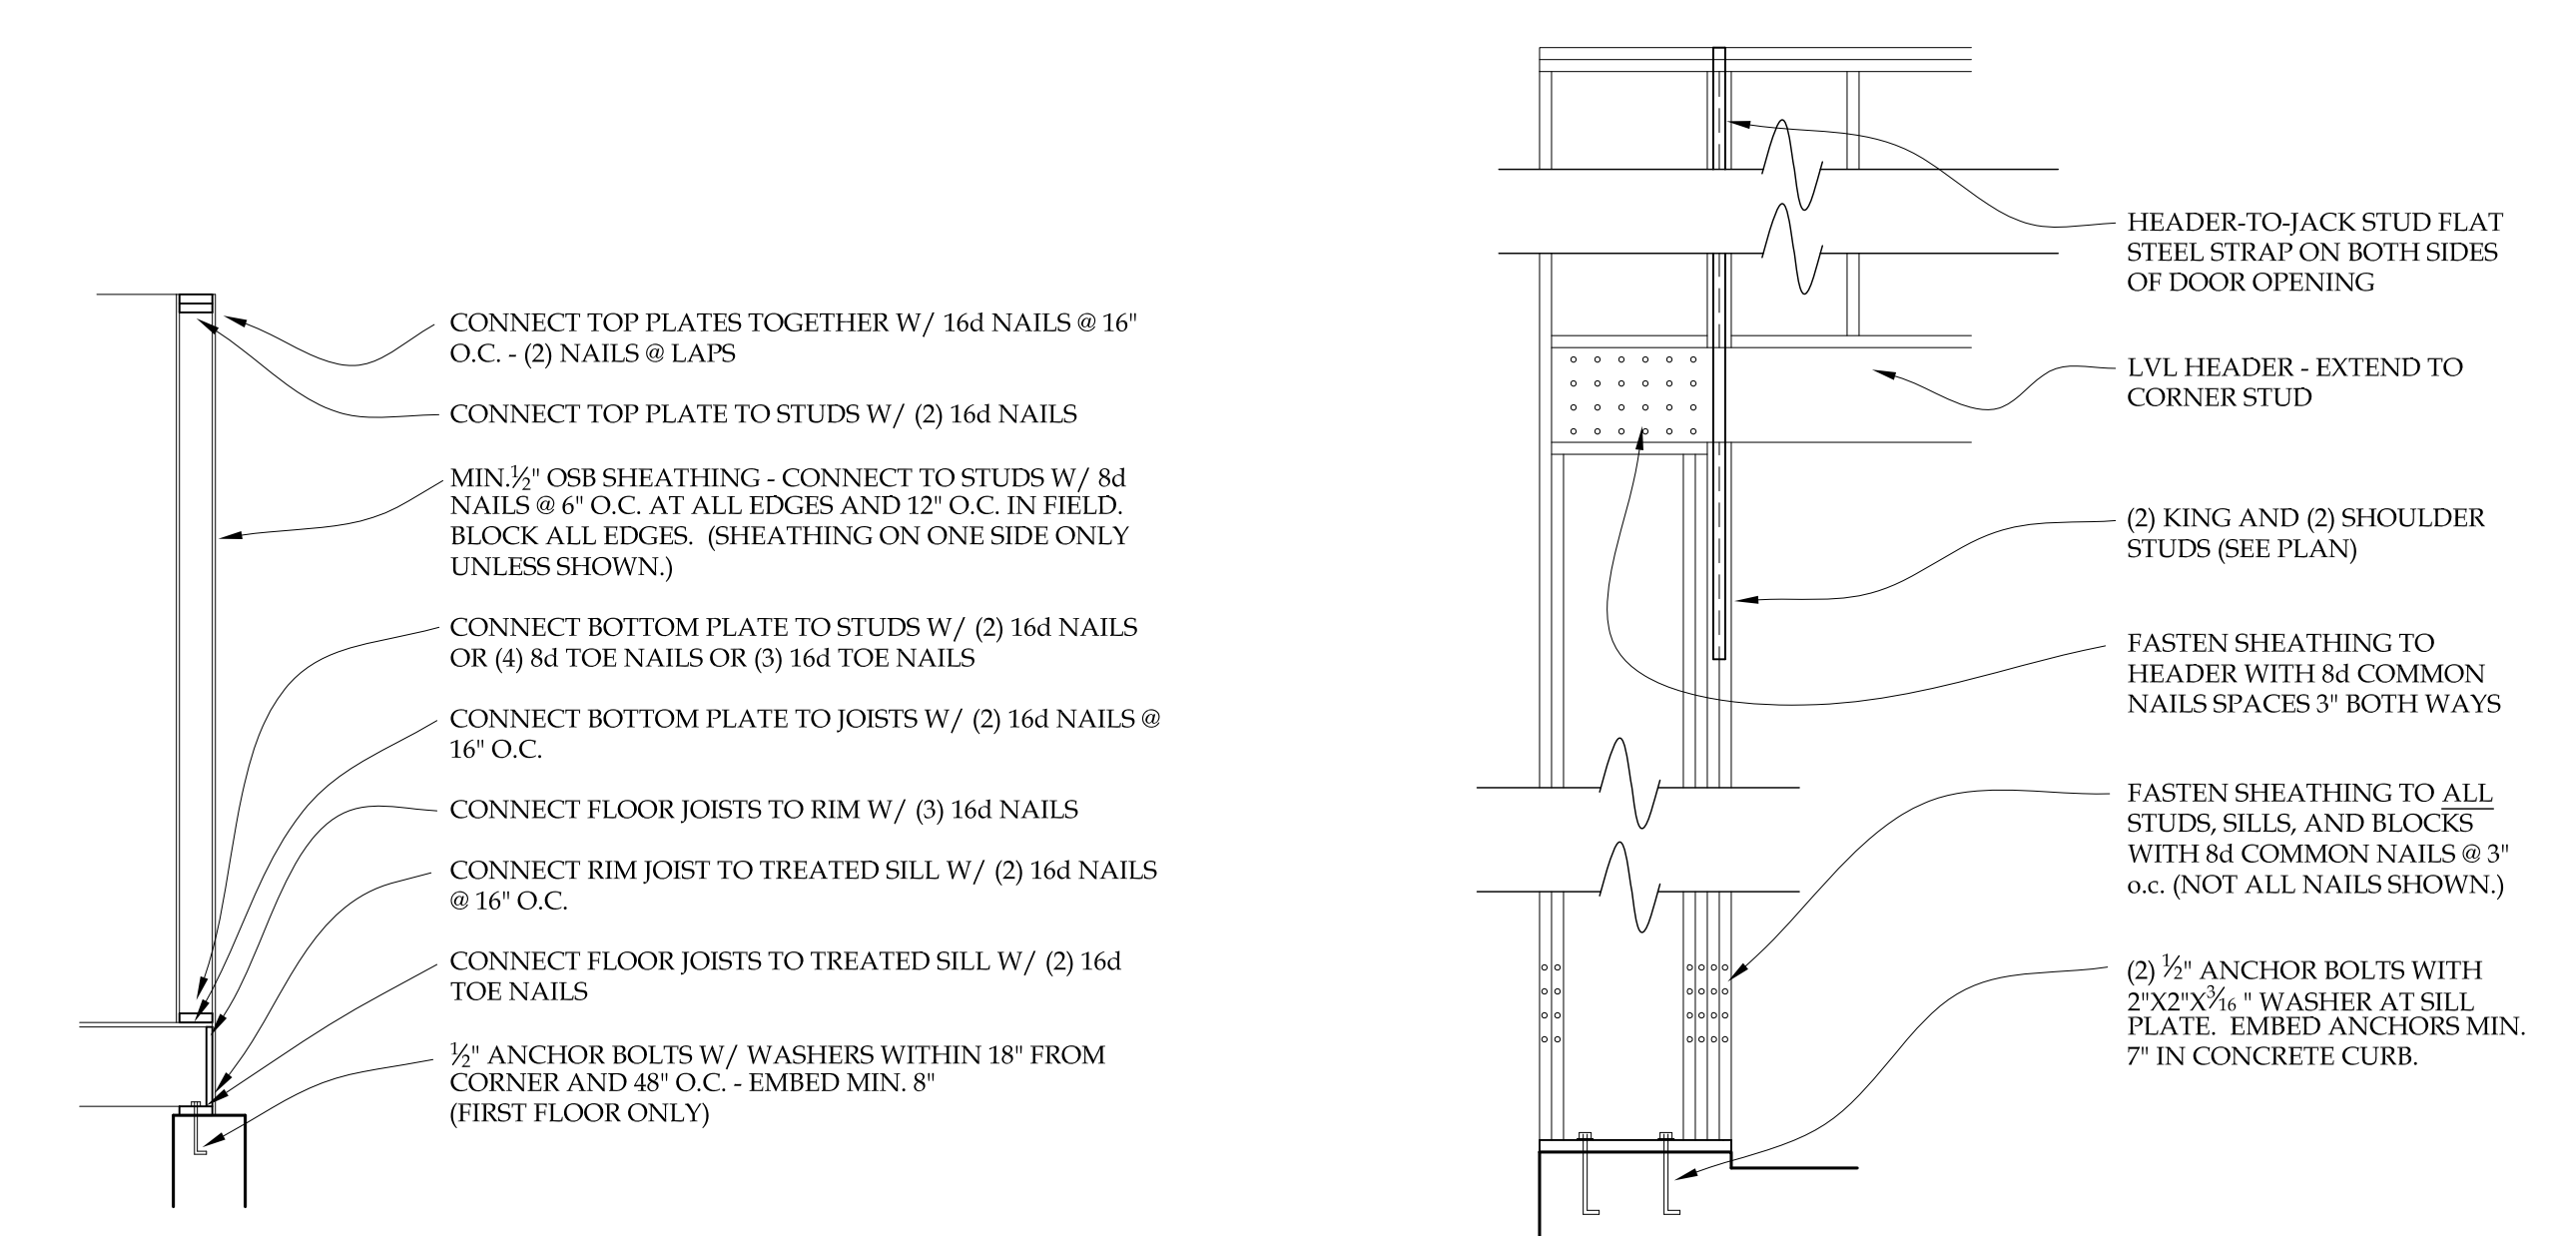 CONNECT TOP PLATES TOGETHER W/ 16d NAILS @ 16"
O.C. - (2) NAILS @ LAPS
CONNECT TOP PLATE TO STUDS W/ (2) 16d NAILS
MIN.½" OSB SHEATHING - CONNECT TO STUDS W/ 8d
NAILS @ 6" O.C. AT ALL EDGES AND 12" O.C. IN FIELD.
BLOCK ALL EDGES.  (SHEATHING ON ONE SIDE ONLY
UNLESS SHOWN.)
CONNECT BOTTOM PLATE TO STUDS W/ (2) 16d NAILS
OR (4) 8d TOE NAILS OR (3) 16d TOE NAILS
CONNECT BOTTOM PLATE TO JOISTS W/ (2) 16d NAILS @
16" O.C.
CONNECT FLOOR JOISTS TO RIM W/ (3) 16d NAILS
CONNECT RIM JOIST TO TREATED SILL W/ (2) 16d NAILS
@ 16" O.C.
CONNECT FLOOR JOISTS TO TREATED SILL W/ (2) 16d
TOE NAILS
½" ANCHOR BOLTS W/ WASHERS WITHIN 18" FROM
CORNER AND 48" O.C. - EMBED MIN. 8"
(FIRST FLOOR ONLY)
HEADER-TO-JACK STUD FLAT
STEEL STRAP ON BOTH SIDES
OF DOOR OPENING
LVL HEADER - EXTEND TO
CORNER STUD
(2) KING AND (2) SHOULDER
STUDS (SEE PLAN)
FASTEN SHEATHING TO
HEADER WITH 8d COMMON
NAILS SPACES 3" BOTH WAYS
FASTEN SHEATHING TO ALL
STUDS, SILLS, AND BLOCKS
WITH 8d COMMON NAILS @ 3"
o.c. (NOT ALL NAILS SHOWN.)
(2) ½" ANCHOR BOLTS WITH
2"X2"X3⁄16 " WASHER AT SILL
PLATE.  EMBED ANCHORS MIN.
7" IN CONCRETE CURB.